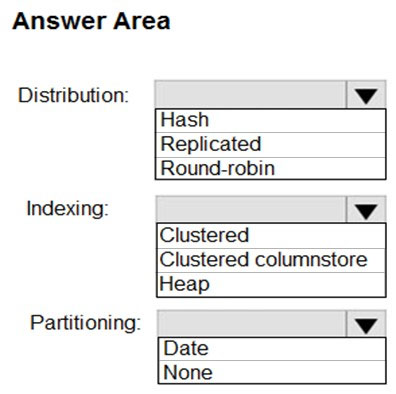 Answer Area
Distribution:
Hash
Replicated
Round-robin
Indexing:
Clustered
Clustered columnstore
Heap
Partitioning:
Date
None